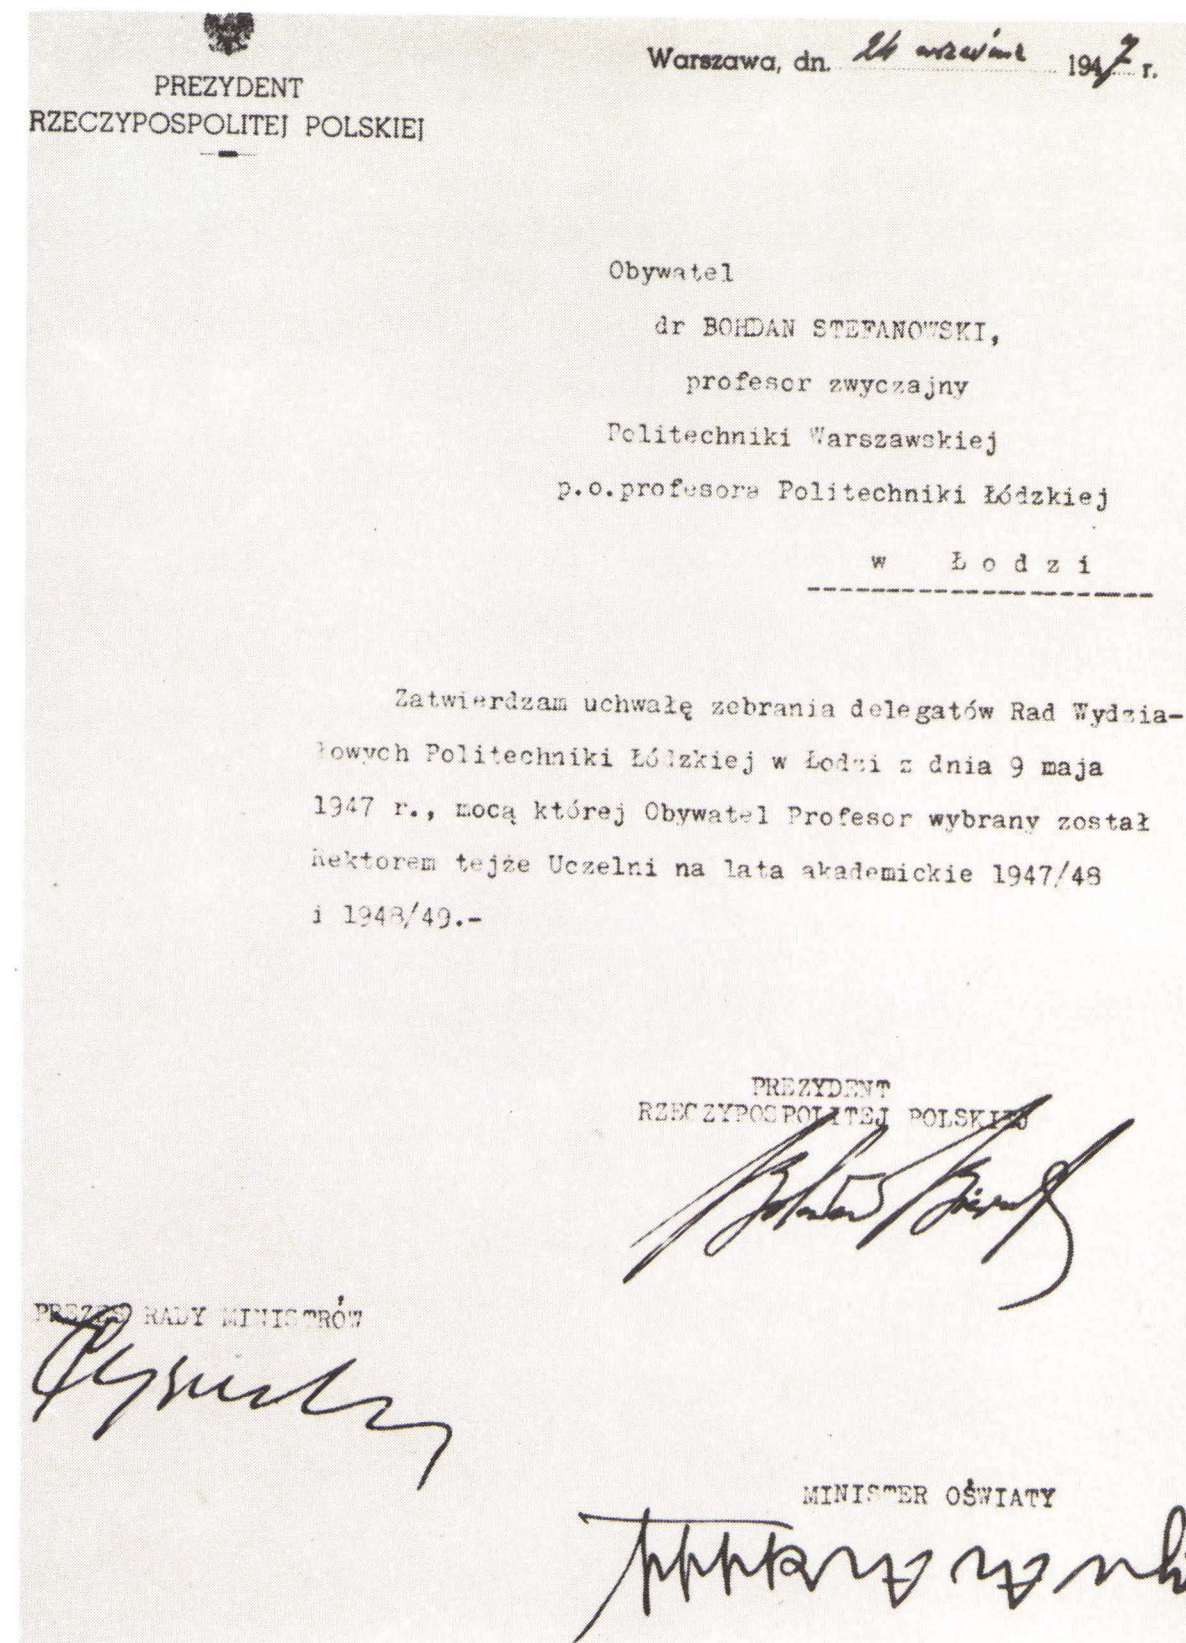 PREZYDENT
RZECZYPOSPOLITEJ POLSKIEJ
Warszawa, dn. 24 września 1947 r.
Obywatel
dr BOHDAN STEFANOWSKI,
profesor zwyczajny
Politechniki Warszawskiej
p.o.profesora Politechniki Łódzkiej
w Łodzi
Zatwierdzam uchwałę zebrania delegatów Rad Wydzia-
łowych Politechniki Łódzkiej w Łodzi z dnia 9 maja
1947 r., mocą której Obywatel Profesor wybrany został
Rektorem tejże Uczelni na lata akademickie 1947/48
i 1948/49.-
PREZYDENT
RZECZYPOSPOLITEJ POLSKIEJ
Bolesław Bierut
PREZES RADY MINISTRÓW
MINISTER OŚWIATY